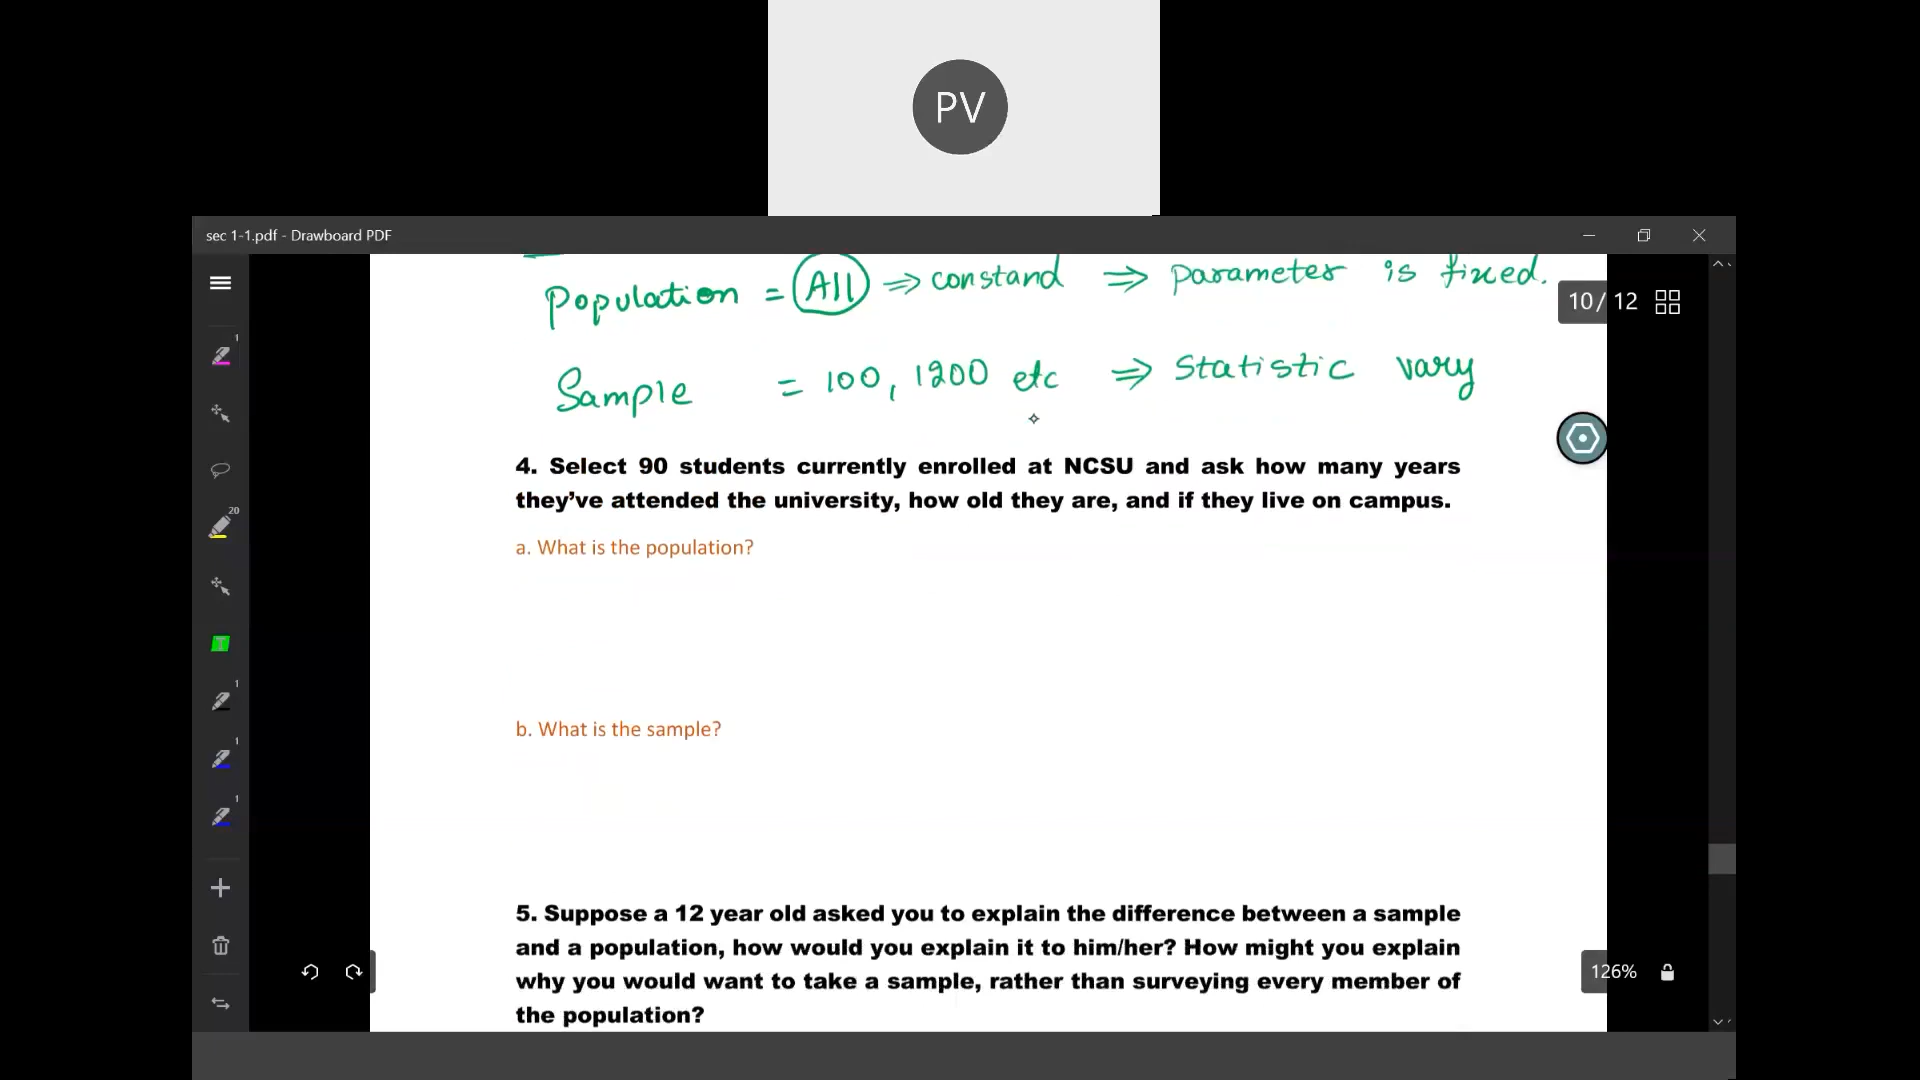 PV
sec 1-1.pdf - Drawboard PDF
Population = All ⇒ constand ⇒ parameter is fixed.
10/ 12
Sample = 100, 1200 etc ⇒ Statistic vary
4. Select 90 students currently enrolled at NCSU and ask how many years
they’ve attended the university, how old they are, and if they live on campus.
a. What is the population?
b. What is the sample?
5. Suppose a 12 year old asked you to explain the difference between a sample
and a population, how would you explain it to him/her? How might you explain
why you would want to take a sample, rather than surveying every member of
the population?
1
20
T
1
1
1
126%